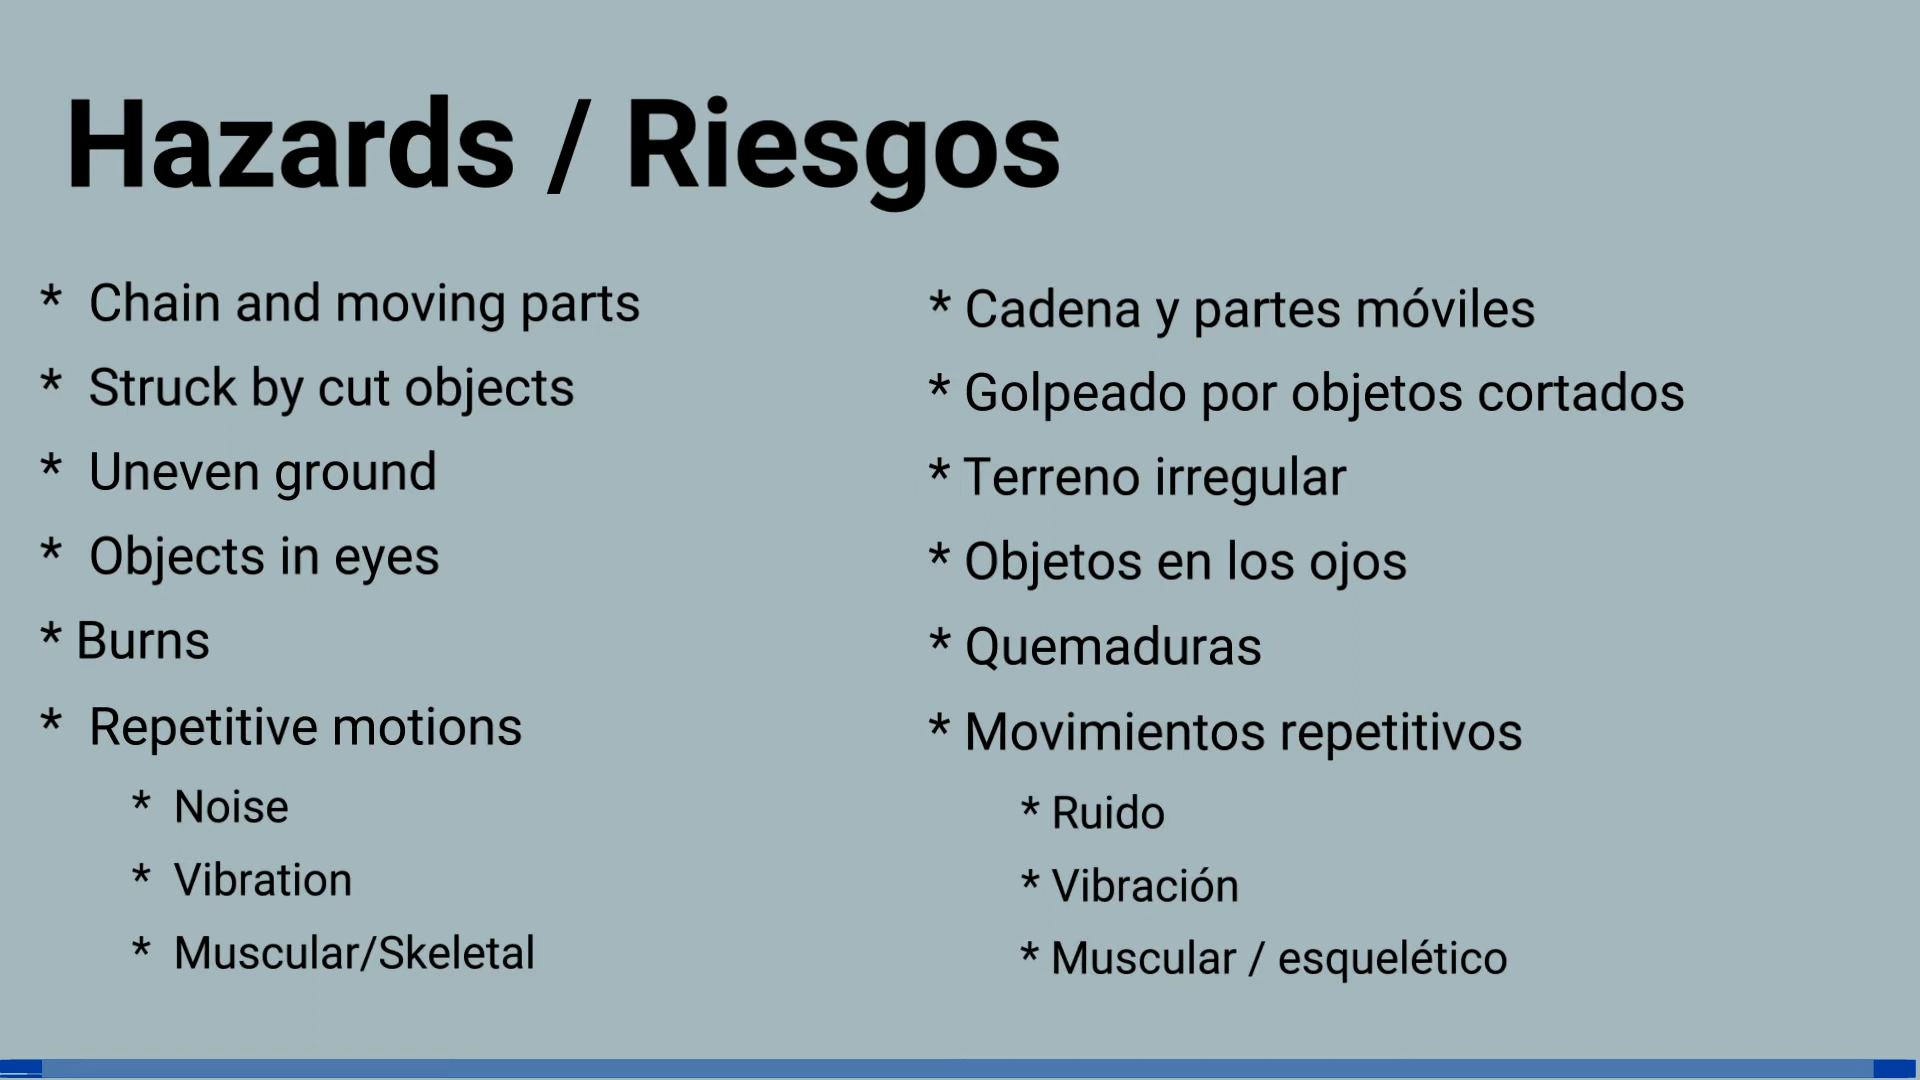 Hazards / Riesgos
* Chain and moving parts
* Struck by cut objects
* Uneven ground
* Objects in eyes
* Burns
* Repetitive motions
* Noise
* Vibration
* Muscular/Skeletal
* Cadena y partes móviles
* Golpeado por objetos cortados
* Terreno irregular
* Objetos en los ojos
* Quemaduras
* Movimientos repetitivos
* Ruido
* Vibración
* Muscular / esquelético